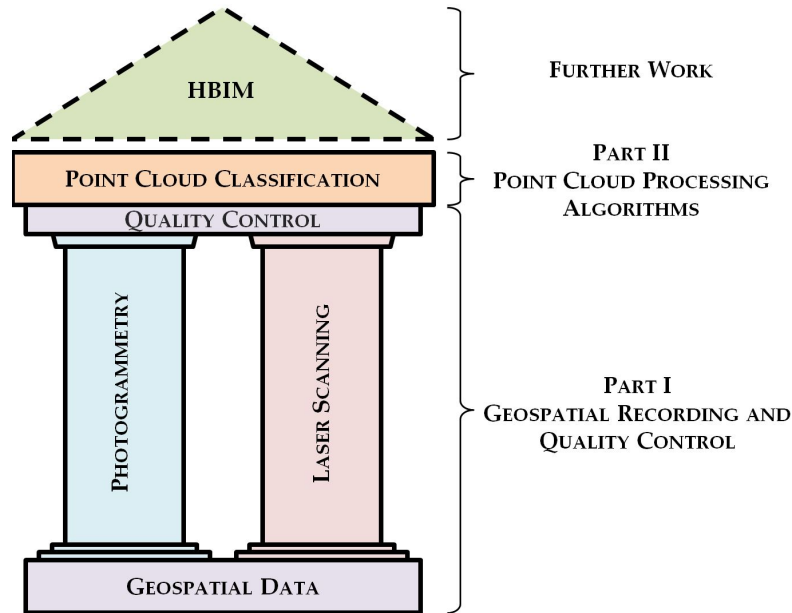 HBIM
FURTHER WORK
POINT CLOUD CLASSIFICATION
PART II
POINT CLOUD PROCESSING
ALGORITHMS
QUALITY CONTROL
PHOTOGRAMMETRY
LASER SCANNING
PART I
GEOSPATIAL RECORDING AND
QUALITY CONTROL
GEOSPATIAL DATA